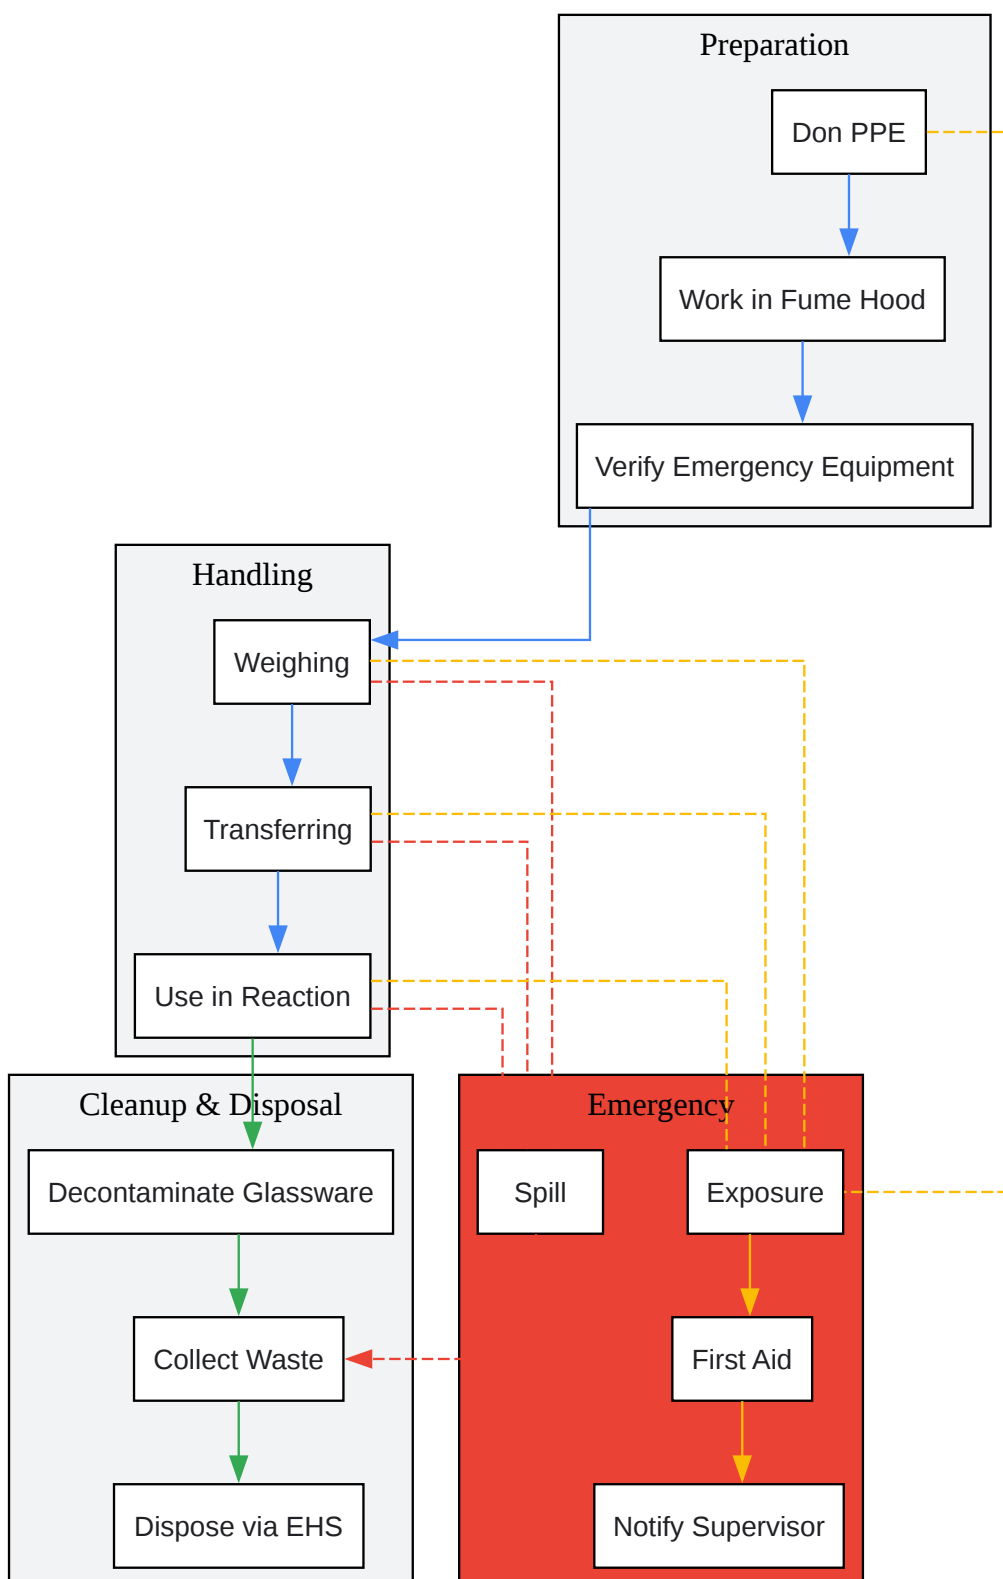 Preparation
Don PPE
Work in Fume Hood
Verify Emergency Equipment
Handling
Weighing
Transferring
Use in Reaction
Cleanup & Disposal
Decontaminate Glassware
Collect Waste
Dispose via EHS
Emergency
Spill
Exposure
First Aid
Notify Supervisor